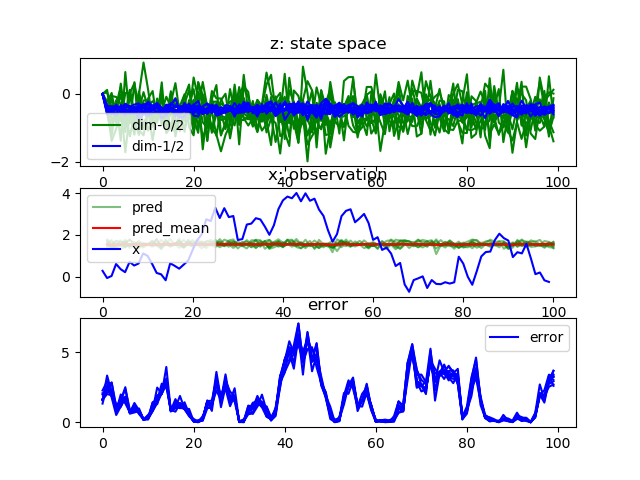 z: state space
0
−2
dim-0/2
dim-1/2
0 20 40 60 80 100
x: observation
4
2
0
pred
pred_mean
x
0 20 40 60 80 100
error
5
0
error
0 20 40 60 80 100